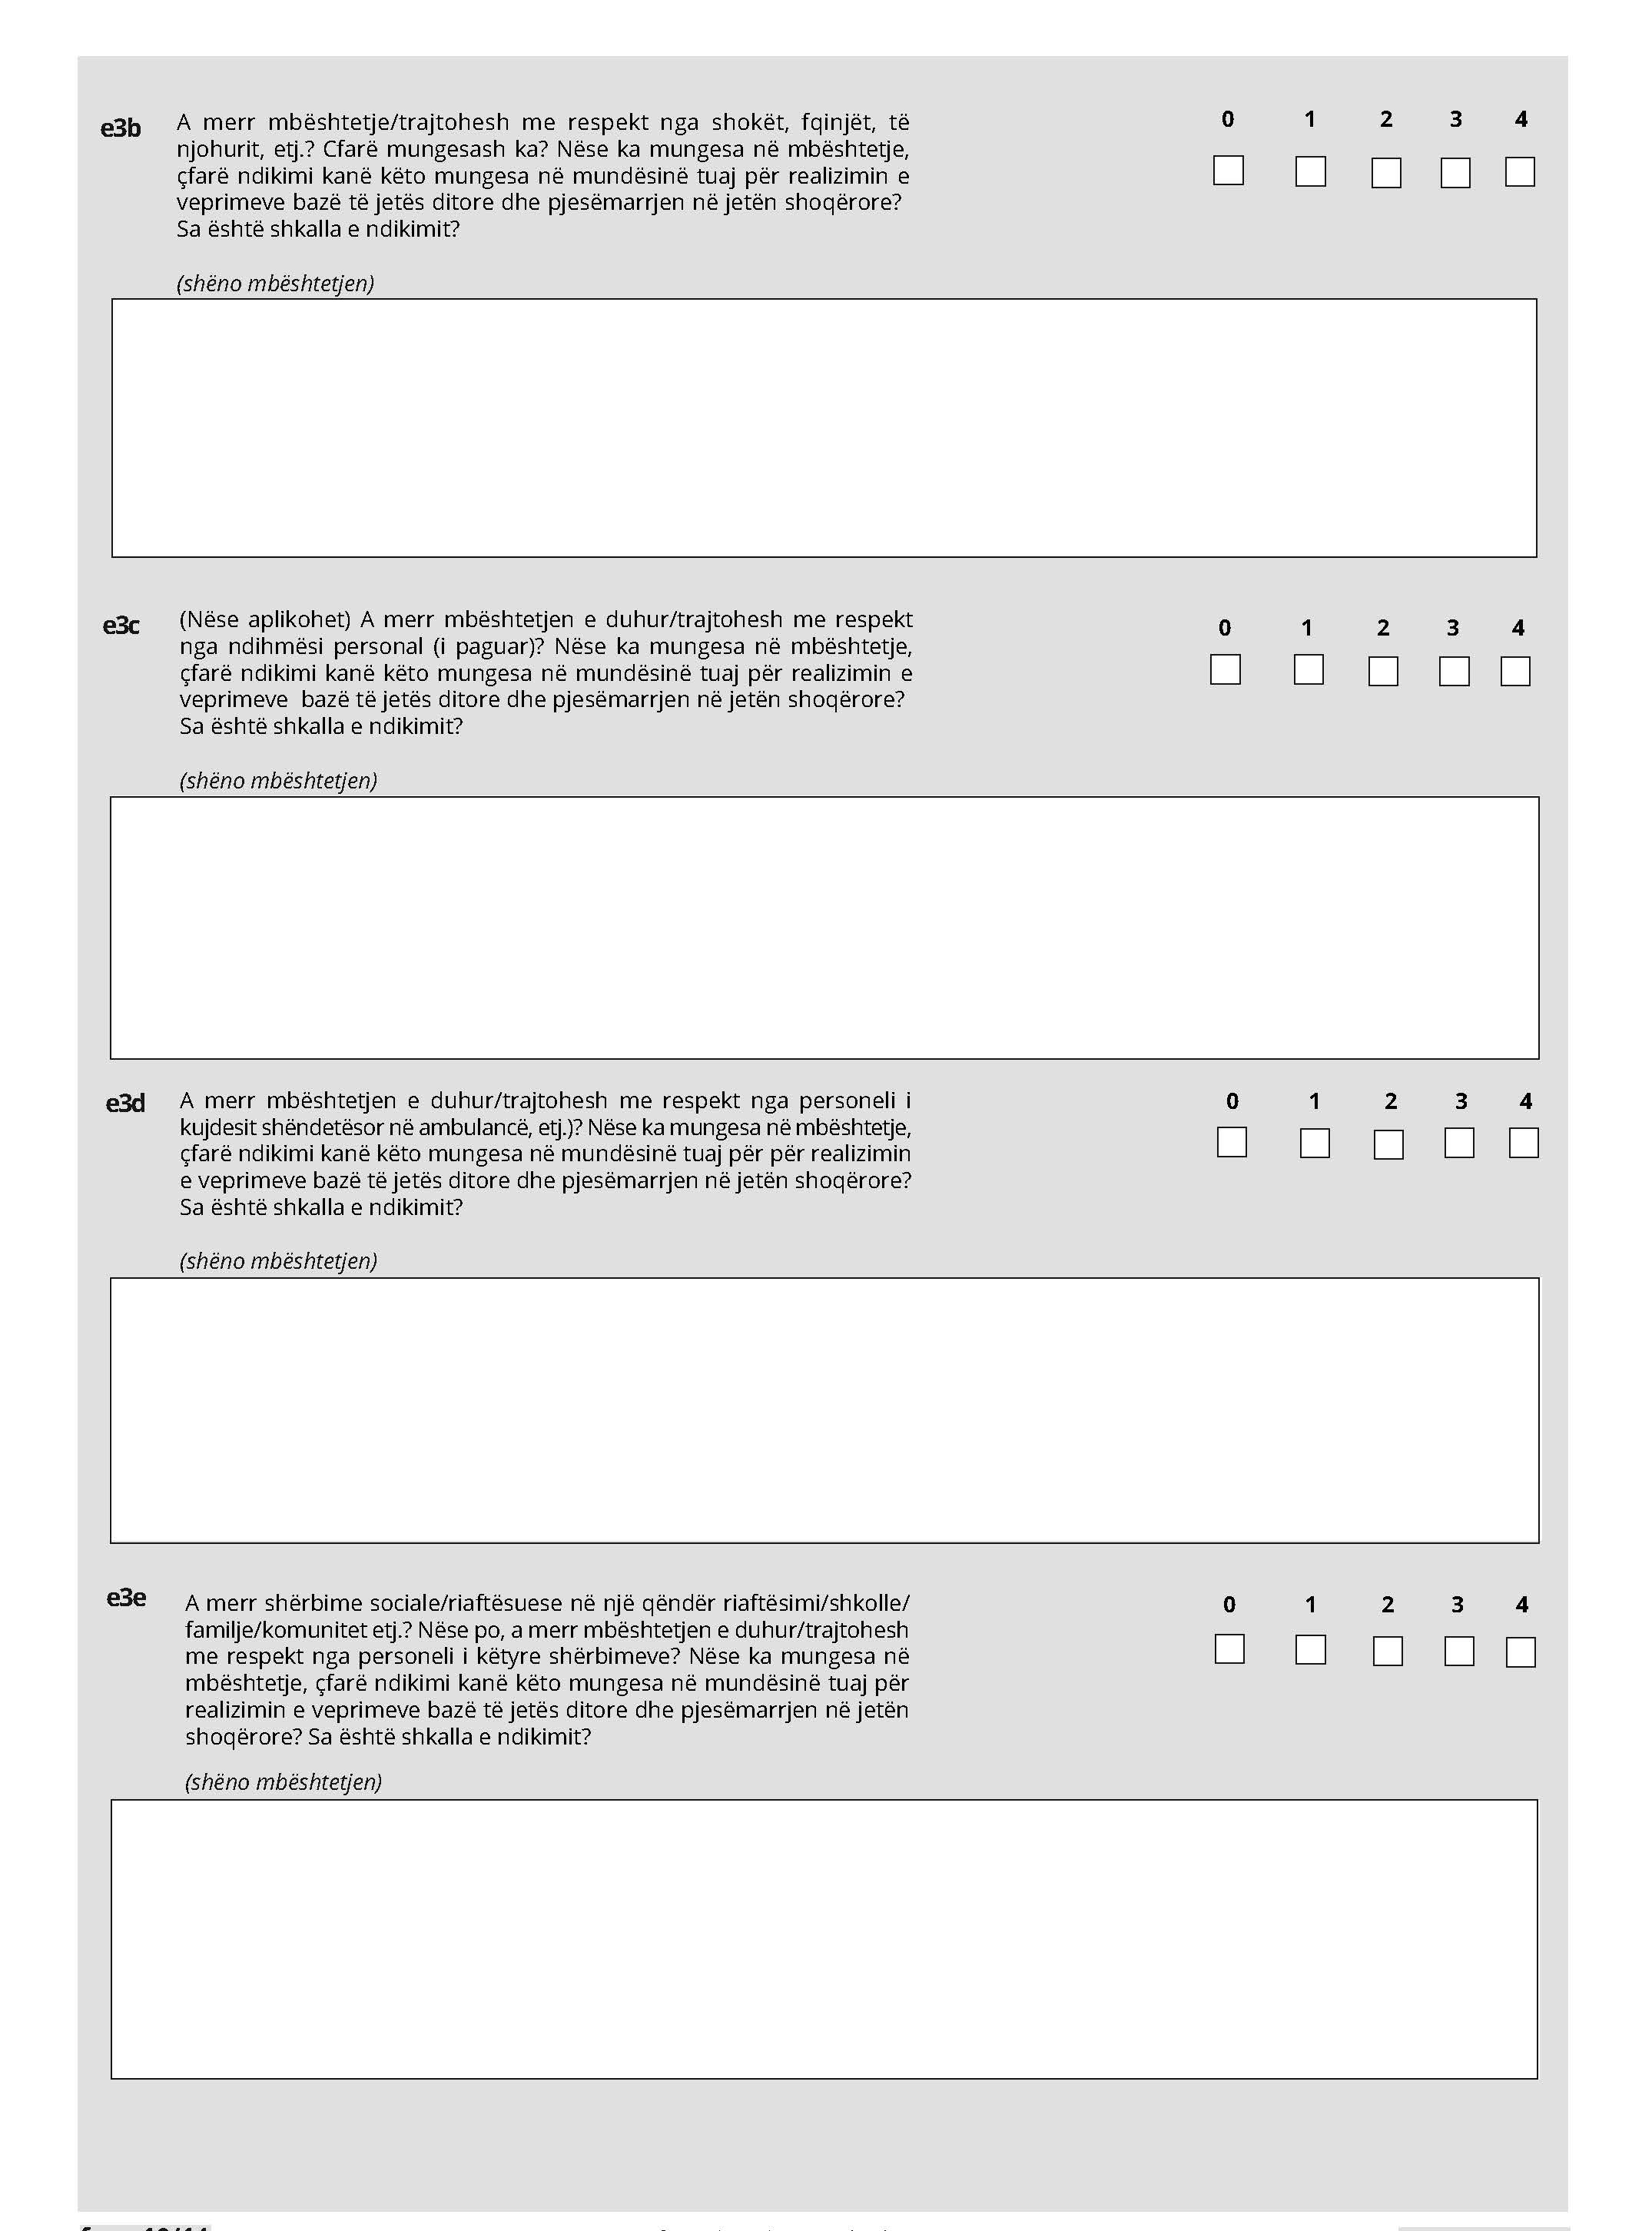 e3b
A merr mbështetje/trajtohesh me respekt nga shokët, fqinjët, të
njohurit, etj.? Cfarë mungesash ka? Nëse ka mungesa në mbështetje,
çfarë ndikimi kanë këto mungesa në mundësinë tuaj për realizimin e
veprimeve bazë të jetës ditore dhe pjesëmarrjen në jetën shoqërore?
Sa është shkalla e ndikimit?
0 1 2 3 4
(shëno mbështetjen)
e3c
(Nëse aplikohet) A merr mbështetjen e duhur/trajtohesh me respekt
nga ndihmësi personal (i paguar)? Nëse ka mungesa në mbështetje,
çfarë ndikimi kanë këto mungesa në mundësinë tuaj për realizimin e
veprimeve bazë të jetës ditore dhe pjesëmarrjen në jetën shoqërore?
Sa është shkalla e ndikimit?
0 1 2 3 4
(shëno mbështetjen)
e3d
A merr mbështetjen e duhur/trajtohesh me respekt nga personeli i
kujdesit shëndetësor në ambulancë, etj.)? Nëse ka mungesa në mbështetje,
çfarë ndikimi kanë këto mungesa në mundësinë tuaj për për realizimin
e veprimeve bazë të jetës ditore dhe pjesëmarrjen në jetën shoqërore?
Sa është shkalla e ndikimit?
0 1 2 3 4
(shëno mbështetjen)
e3e
A merr shërbime sociale/riaftësuese në një qëndër riaftësimi/shkolle/
familje/komunitet etj.? Nëse po, a merr mbështetjen e duhur/trajtohesh
me respekt nga personeli i këtyre shërbimeve? Nëse ka mungesa në
mbështetje, çfarë ndikimi kanë këto mungesa në mundësinë tuaj për
realizimin e veprimeve bazë të jetës ditore dhe pjesëmarrjen në jetën
shoqërore? Sa është shkalla e ndikimit?
0 1 2 3 4
(shëno mbështetjen)